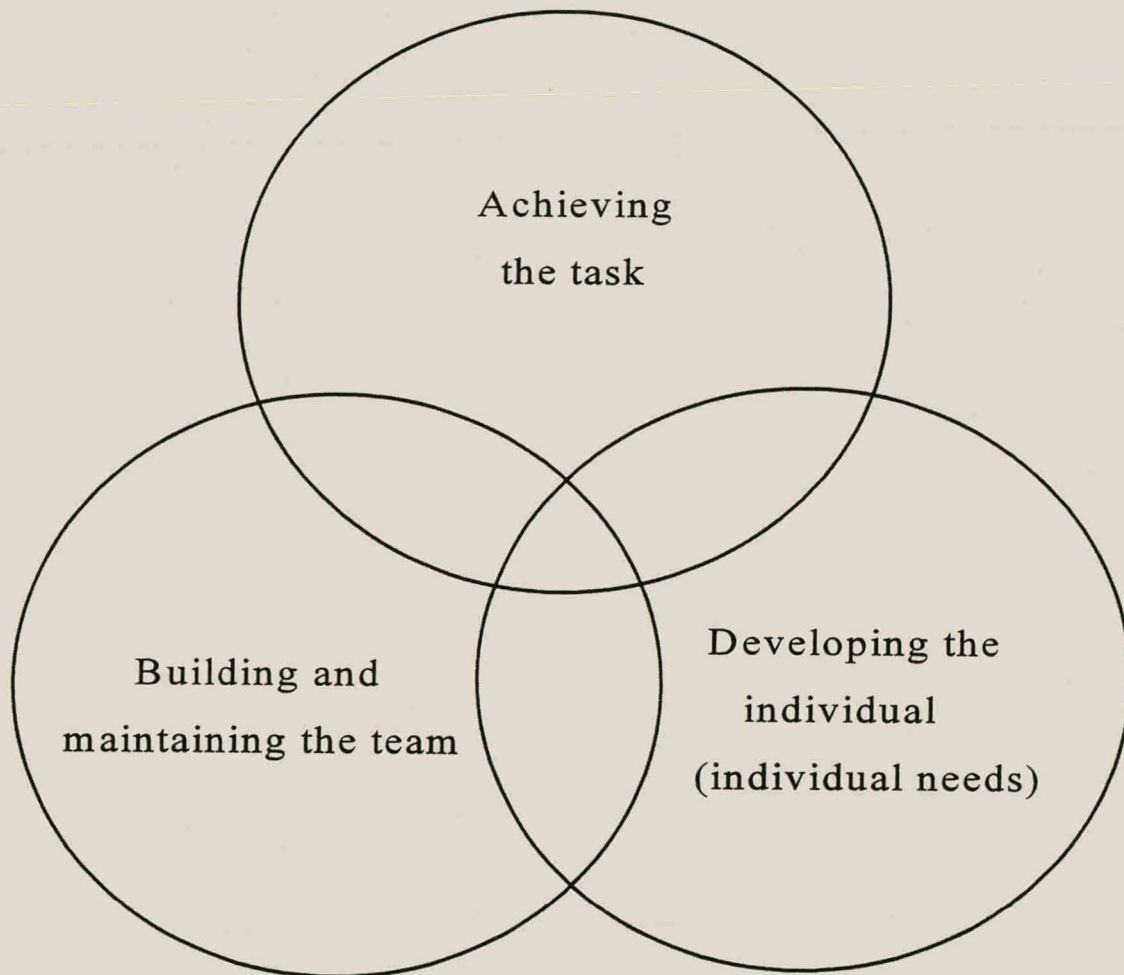 Achieving
the task
Building and
maintaining the team
Developing the
individual
(individual needs)